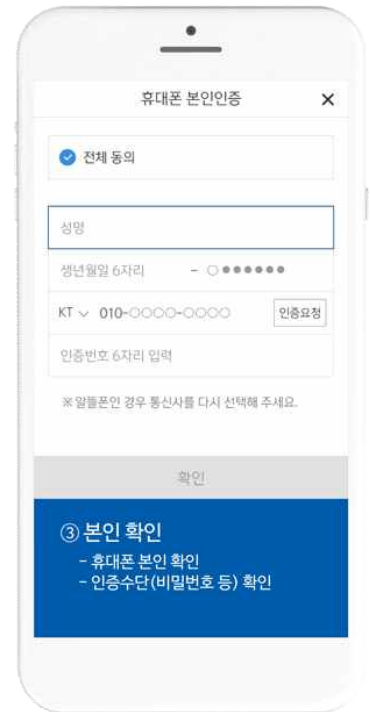 휴대폰 본인인증 ×
전체 동의
성명
생년월일 6자리 - ○●●●●●●
KT ∨ 010-○○○○-○○○○ 인증요청
인증번호 6자리 입력
※ 알뜰폰인 경우 통신사를 다시 선택해 주세요.
확인
③ 본인 확인
- 휴대폰 본인 확인
- 인증수단(비밀번호 등) 확인